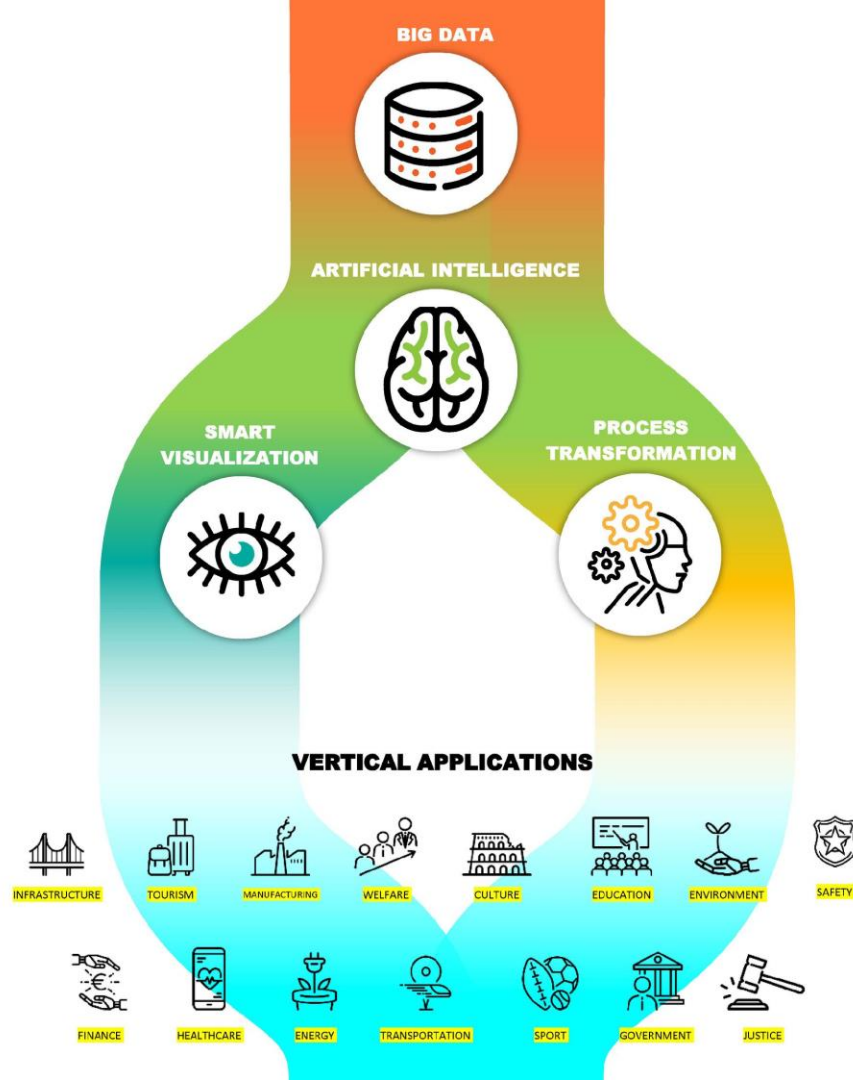 BIG DATA
ARTIFICIAL INTELLIGENCE
SMART
VISUALIZATION
PROCESS
TRANSFORMATION
VERTICAL APPLICATIONS
INFRASTRUCTURE
TOURISM
MANUFACTURING
WELFARE
CULTURE
EDUCATION
ENVIRONMENT
SAFETY
€
FINANCE
HEALTHCARE
ENERGY
TRANSPORTATION
SPORT
GOVERNMENT
JUSTICE